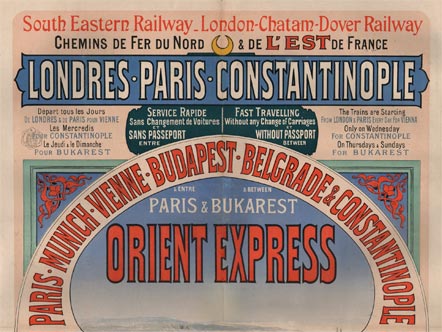 South Eastern Railway_London-Chatam-Dover Railway
CHEMINS DE FER DU NORD & DE L'EST DE FRANCE
LONDRES·PARIS·CONSTANTINOPLE
Départ tous les Jours
DE LONDRES & DE PARIS POUR VIENNE
Les Mercredis
POUR CONSTANTINOPLE
Le Jeudi & le Dimanche
POUR BUKAREST
SERVICE RAPIDE
Sans Changement de Voitures
ET
SANS PASSEPORT
ENTRE
FAST TRAVELLING
Without any Change of Carriages
&
WITHOUT PASSPORT
BETWEEN
The Trains are Starting
FROM LONDON & PARIS Every Day for VIENNA
Only on Wednesday
FOR CONSTANTINOPLE
On Thursdays & Sundays
FOR BUKAREST
PARIS·MUNICH·VIENNE·BUDAPEST·BELGRADE & CONSTANTINOPLE
& ENTRE & BETWEEN
PARIS & BUKAREST
ORIENT EXPRESS